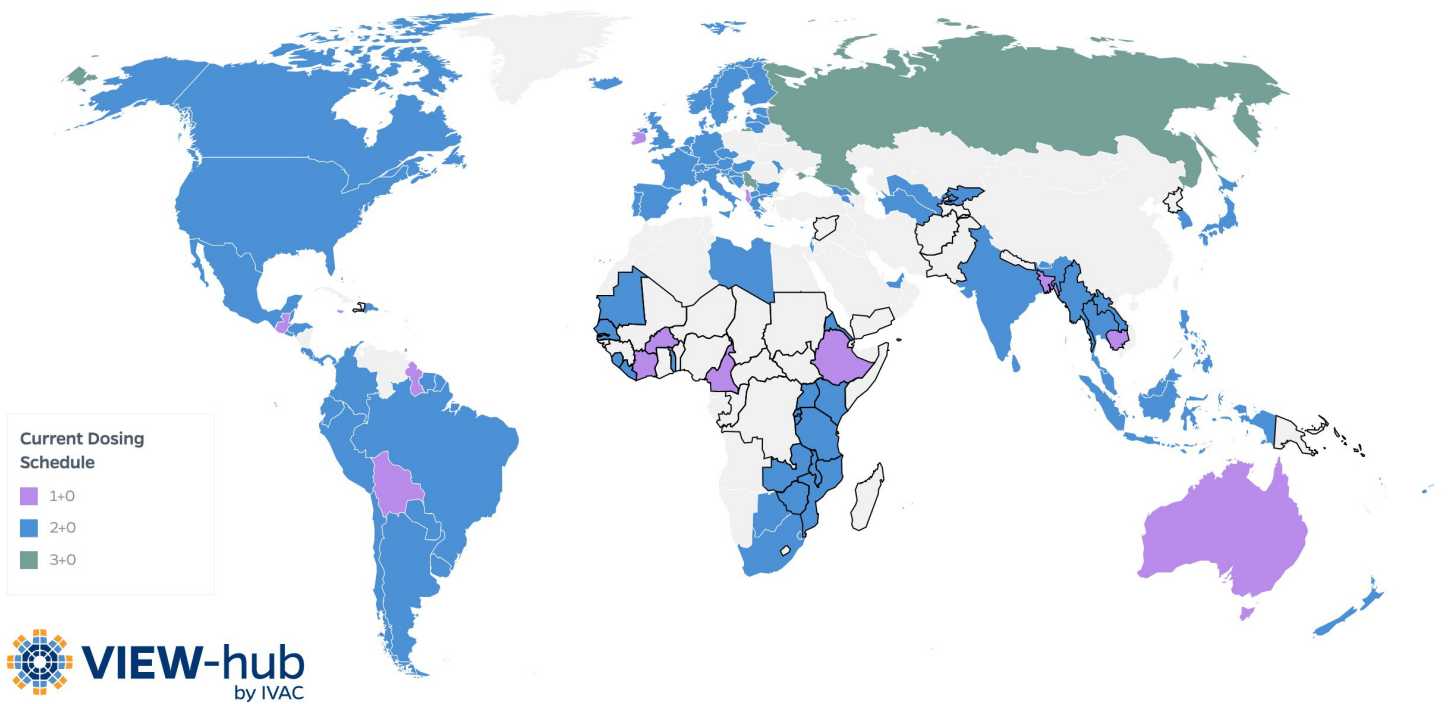 Current Dosing
Schedule
1+0
2+0
3+0
VIEW-hub
by IVAC